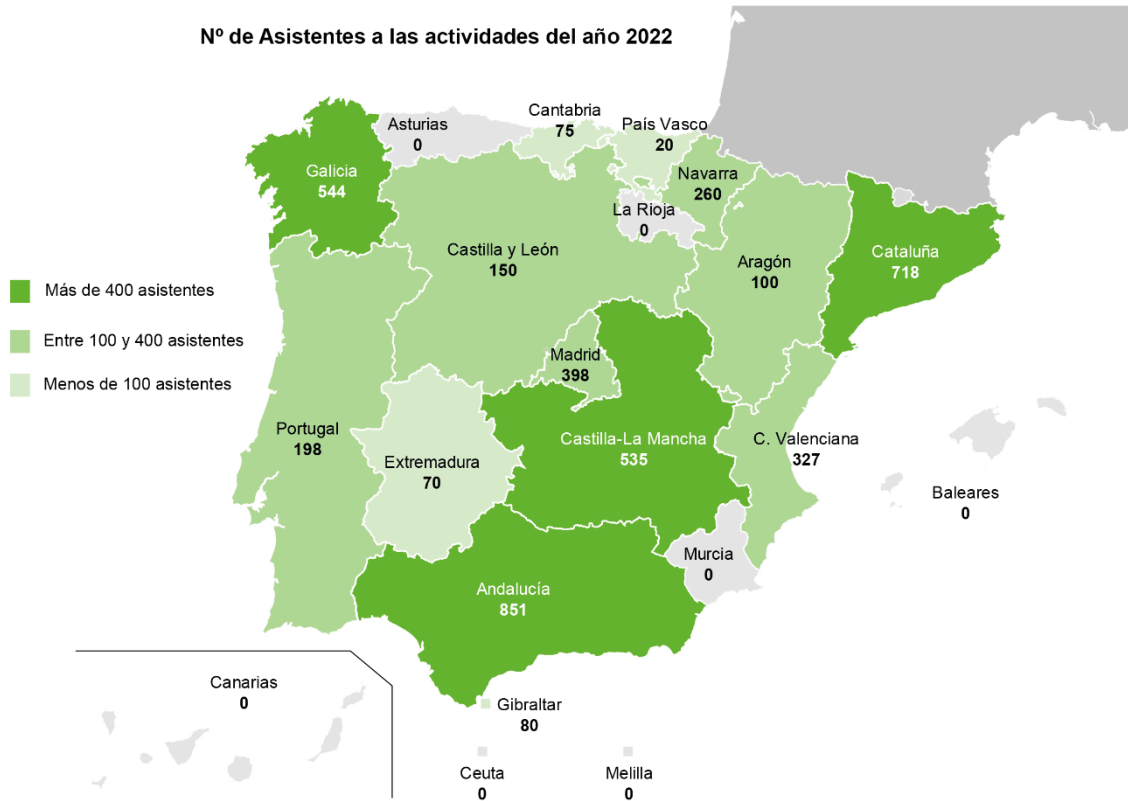 Nº de Asistentes a las actividades del año 2022
Cantabria
75
País Vasco
20
Asturias
0
Galicia
544
Navarra
260
La Rioja
0
Castilla y León
150
Aragón
100
Cataluña
718
Más de 400 asistentes
Entre 100 y 400 asistentes
Menos de 100 asistentes
Madrid
398
Portugal
198
Extremadura
70
Castilla-La Mancha
535
C. Valenciana
327
Baleares
0
Murcia
0
Andalucía
851
Canarias
0
Gibraltar
80
Ceuta
0
Melilla
0